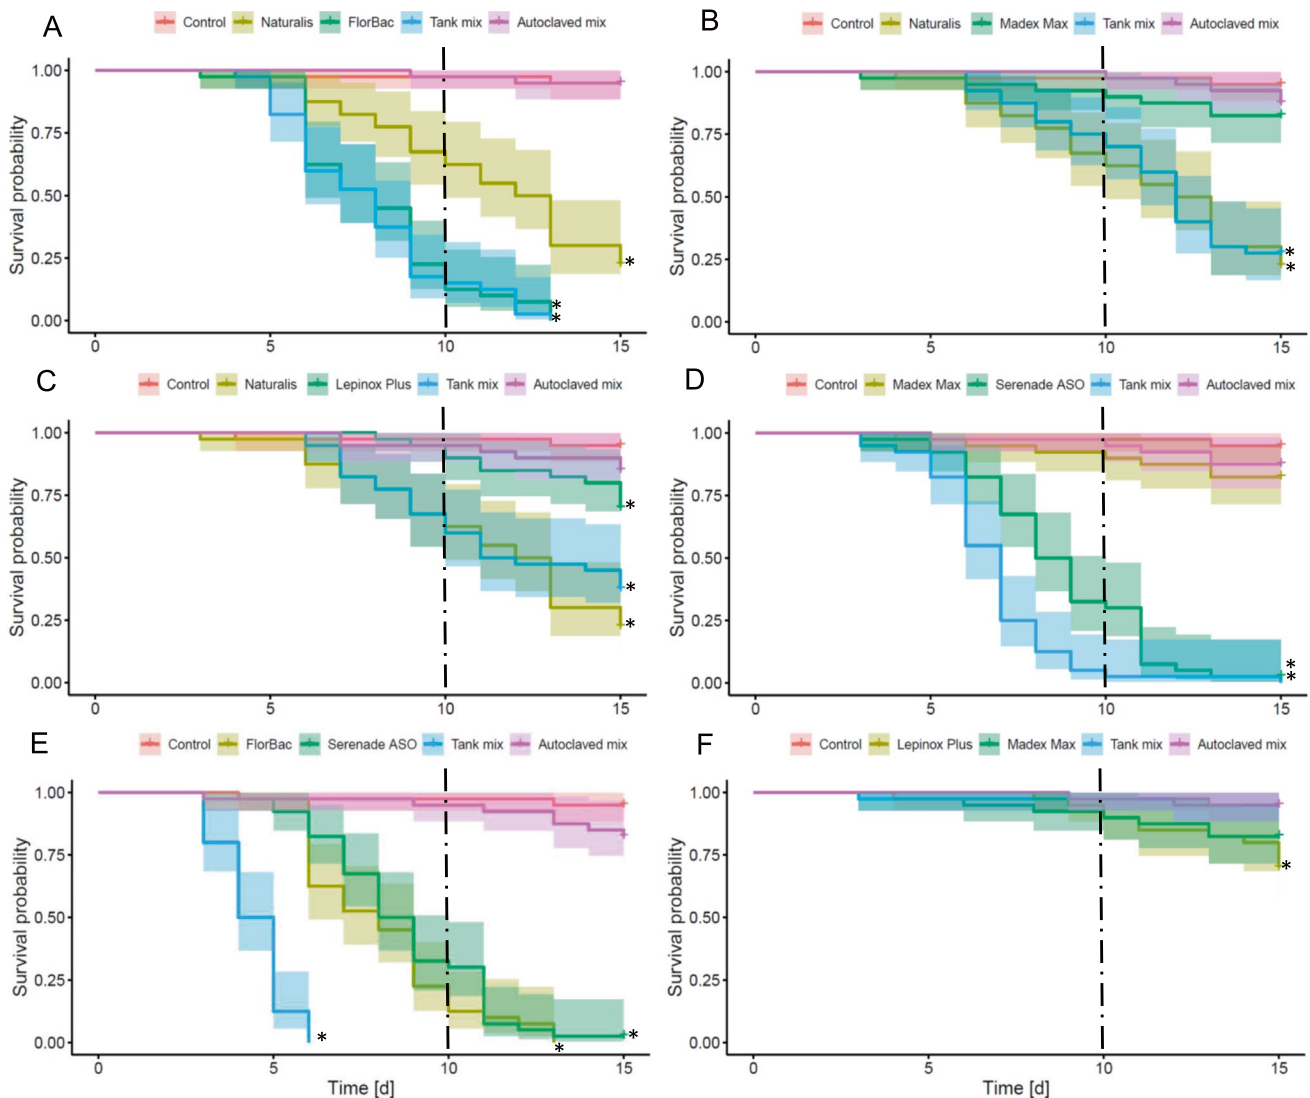 A
Control Naturalis FlorBac Tank mix Autoclaved mix
Survival probability
1.00
0.75
0.50
0.25
0.00
*
*
*
0 5 10 15
B
Control Naturalis Madex Max Tank mix Autoclaved mix
Survival probability
1.00
0.75
0.50
0.25
0.00
*
*
0 5 10 15
C
Control Naturalis Lepinox Plus Tank mix Autoclaved mix
Survival probability
1.00
0.75
0.50
0.25
0.00
*
*
*
0 5 10 15
D
Control Madex Max Serenade ASO Tank mix Autoclaved mix
Survival probability
1.00
0.75
0.50
0.25
0.00
*
*
0 5 10 15
E
Control FlorBac Serenade ASO Tank mix Autoclaved mix
Survival probability
1.00
0.75
0.50
0.25
0.00
*
*
*
0 5 10 15
Time [d]
F
Control Lepinox Plus Madex Max Tank mix Autoclaved mix
Survival probability
1.00
0.75
0.50
0.25
0.00
*
0 5 10 15
Time [d]